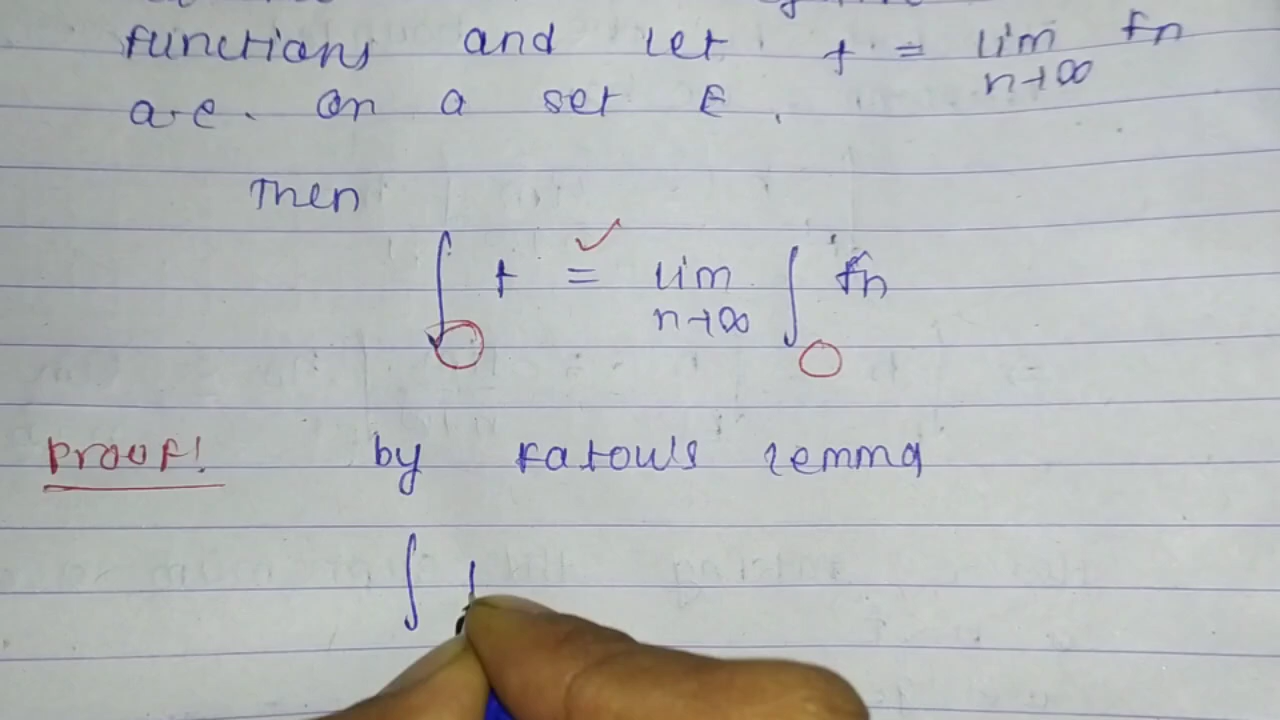 functions and let f = lim fn
n→∞
a.e. on a set E.
Then
∫ f = lim ∫ fn
n→∞
Proof! by Fatou's Lemma
∫